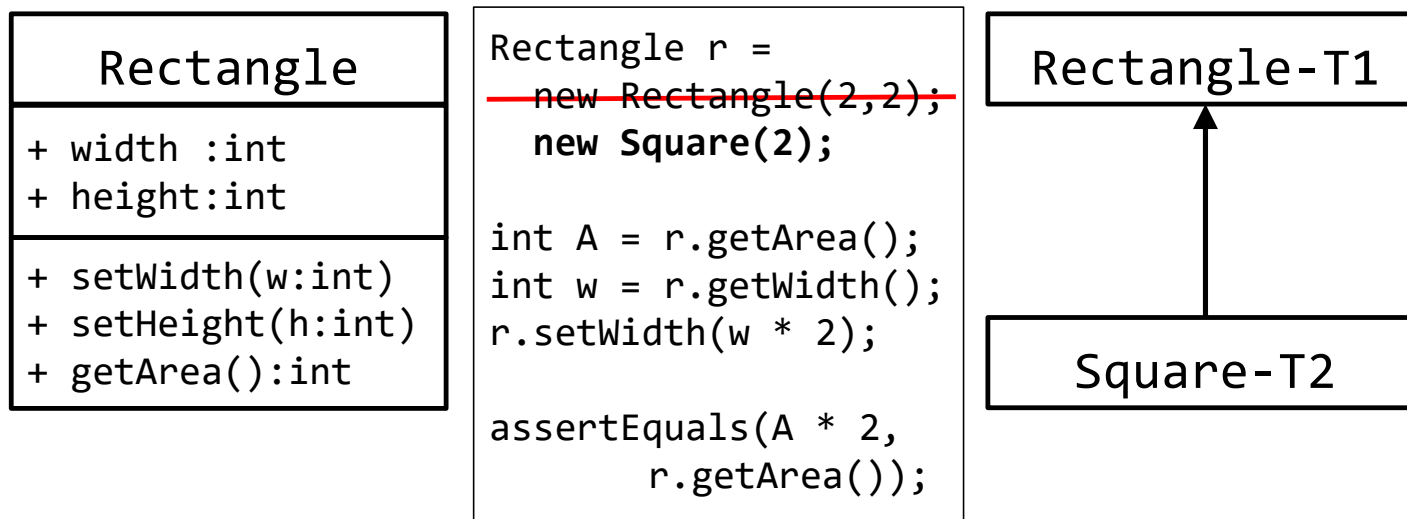 Rectangle
+ width :int
+ height:int
+ setWidth(w:int)
+ setHeight(h:int)
+ getArea():int
Rectangle r =
new Rectangle(2,2);
new Square(2);
int A = r.getArea();
int w = r.getWidth();
r.setWidth(w * 2);
assertEquals(A * 2,
r.getArea());
Rectangle-T1
Square-T2